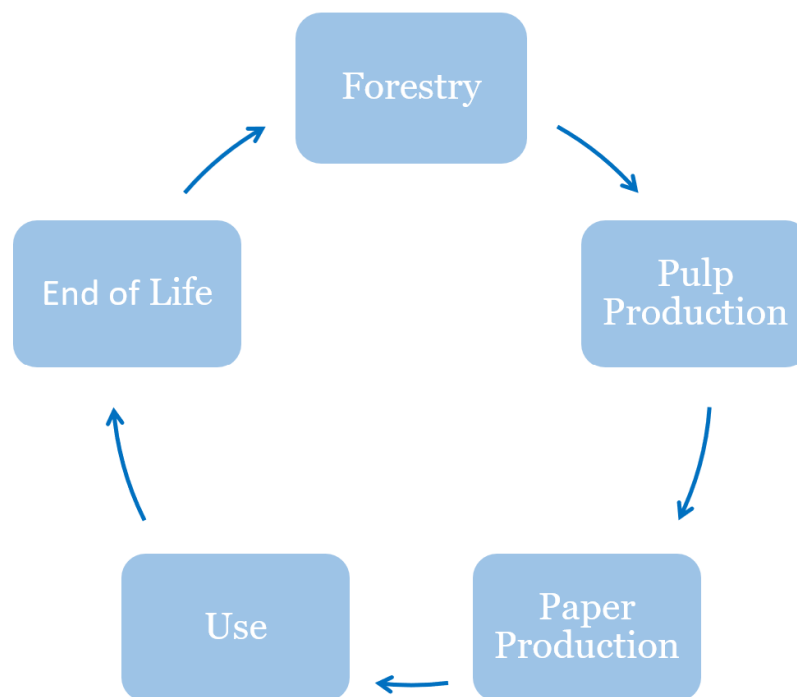 Forestry
Pulp
Production
Paper
Production
Use
End of Life